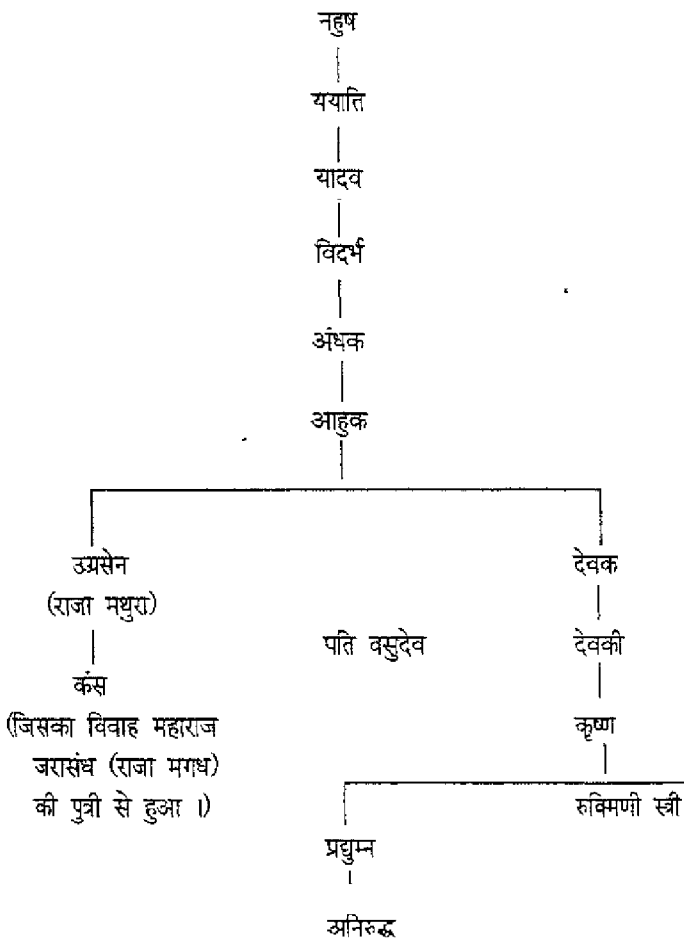 नहुष
ययाति
यादव
विदर्भ
अंधक
आहुक
उग्रसेन
देवक
(राजा मथुरा)
पति वसुदेव
देवकी
कंस
(जिसका विवाह महाराज
कृष्ण
जरासंध (राजा मगध)
की पुत्री से हुआ ।)
रुक्मिणी स्त्री
प्रद्युम्न
अनिरुद्ध